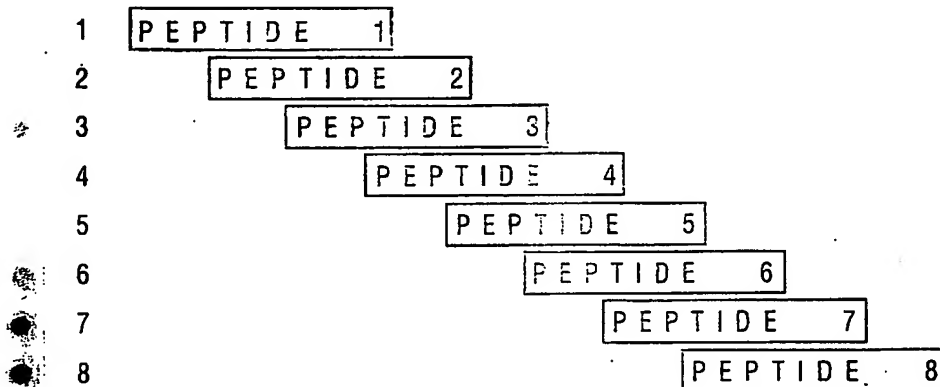 1 PEPTIDE 1
2 PEPTIDE 2
3 PEPTIDE 3
4 PEPTIDE 4
5 PEPTIDE 5
6 PEPTIDE 6
7 PEPTIDE 7
8 PEPTIDE 8